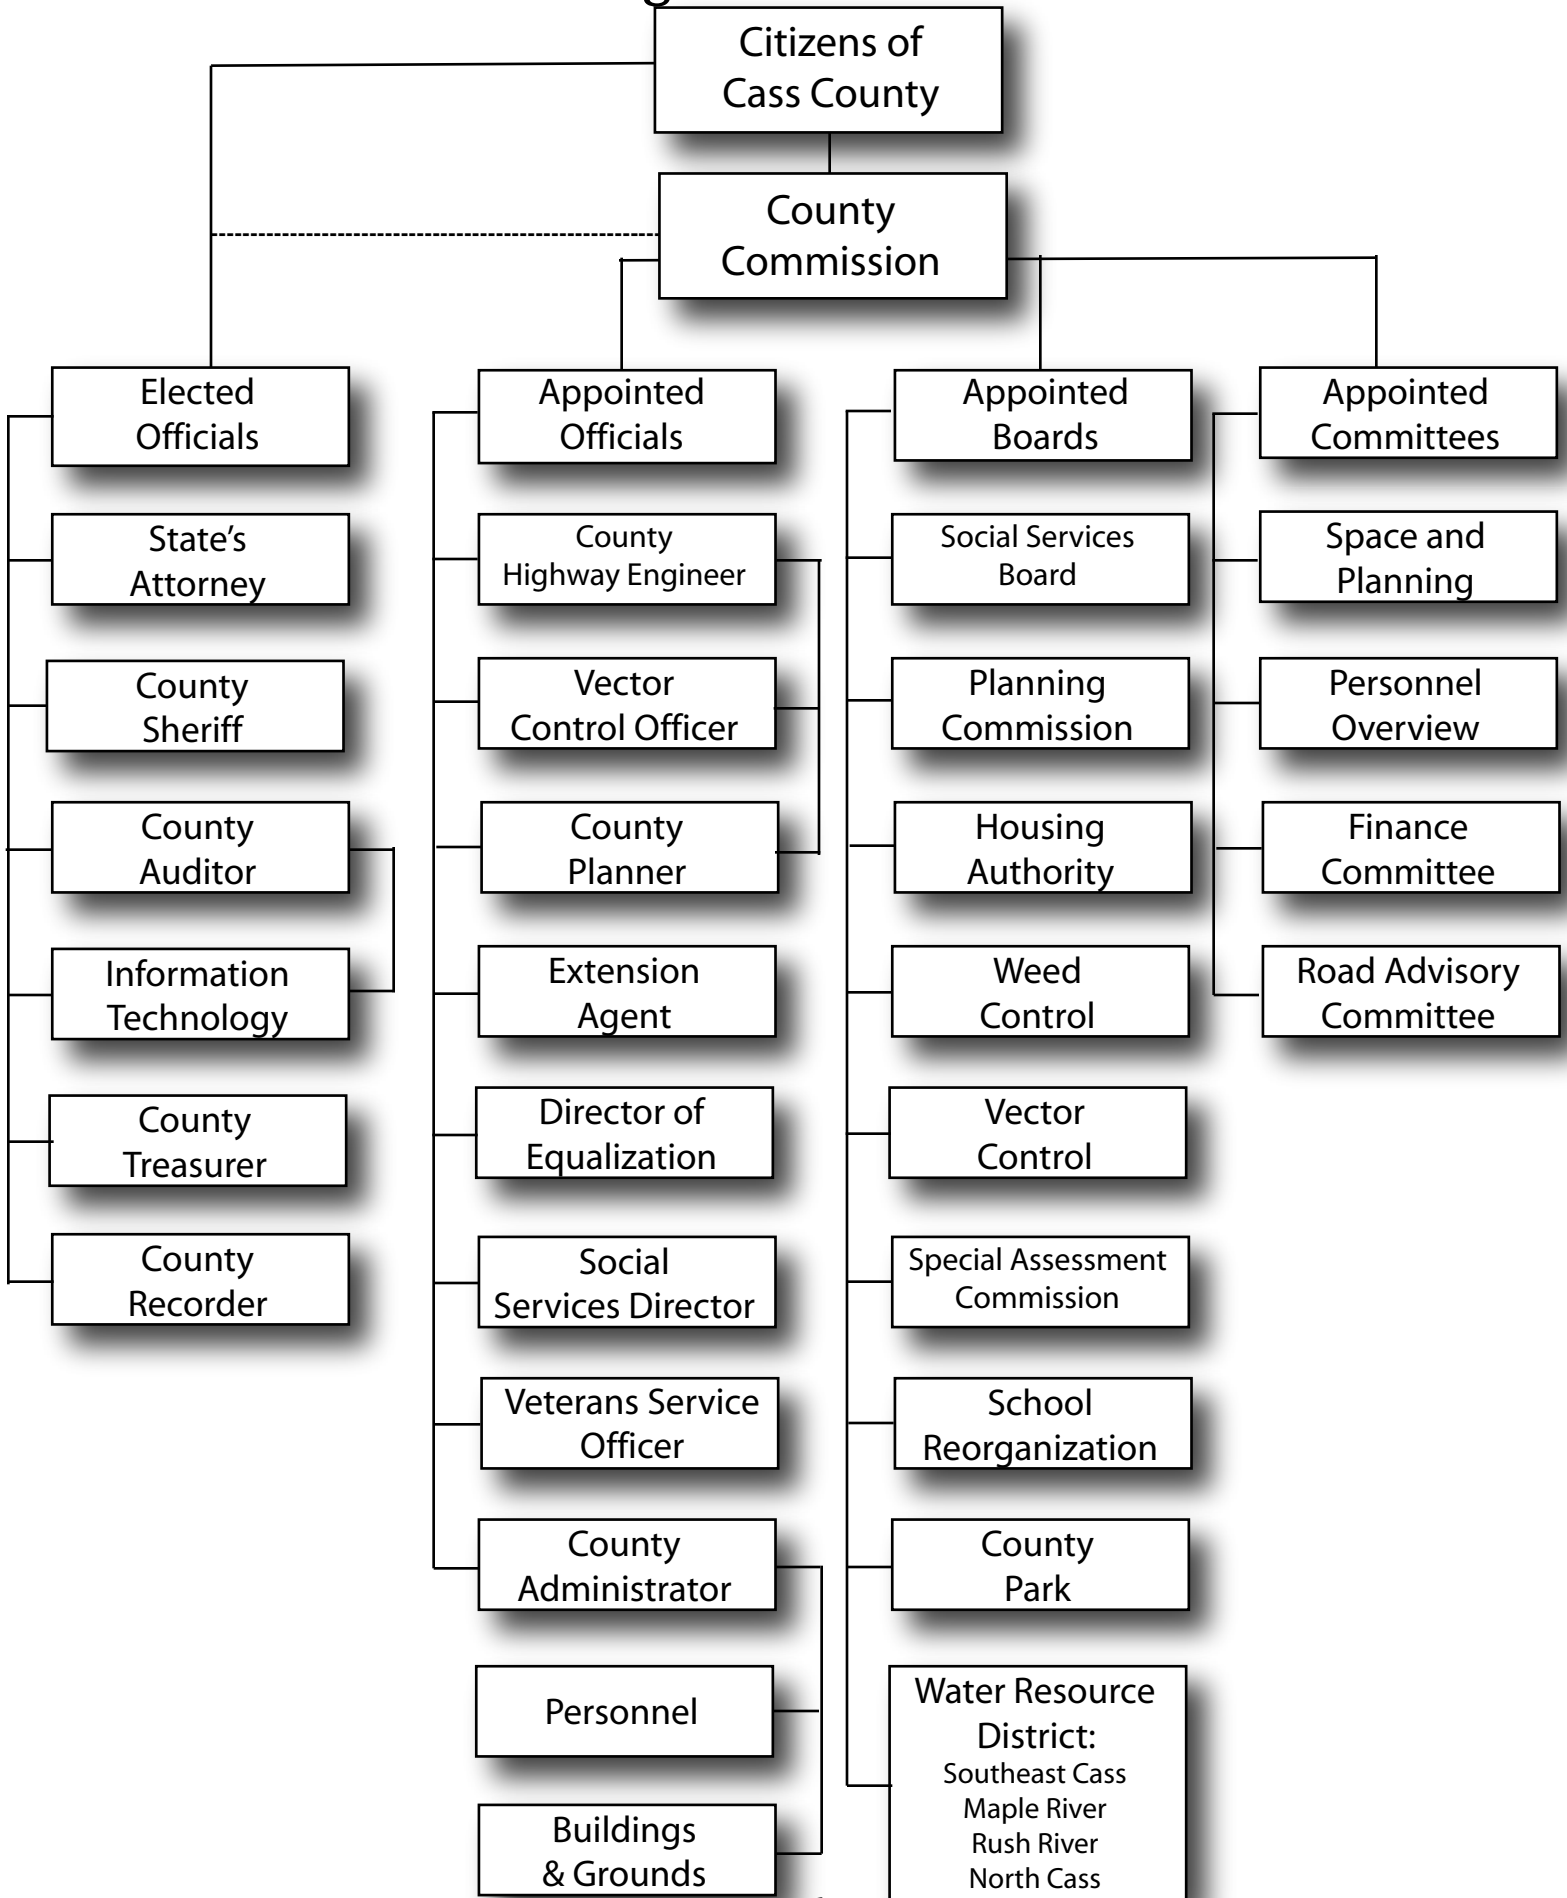 Citizens of
Cass County
County
Commission
Elected
Officials
State’s
Attorney
County
Sheriff
County
Auditor
Information
Technology
County
Treasurer
County
Recorder
Appointed
Officials
County
Highway Engineer
Vector
Control Officer
County
Planner
Extension
Agent
Director of
Equalization
Social
Services Director
Veterans Service
Officer
County
Administrator
Personnel
Buildings
& Grounds
Appointed
Boards
Social Services
Board
Planning
Commission
Housing
Authority
Weed
Control
Vector
Control
Special Assessment
Commission
School
Reorganization
County
Park
Water Resource
District:
Southeast Cass
Maple River
Rush River
North Cass
Appointed
Committees
Space and
Planning
Personnel
Overview
Finance
Committee
Road Advisory
Committee